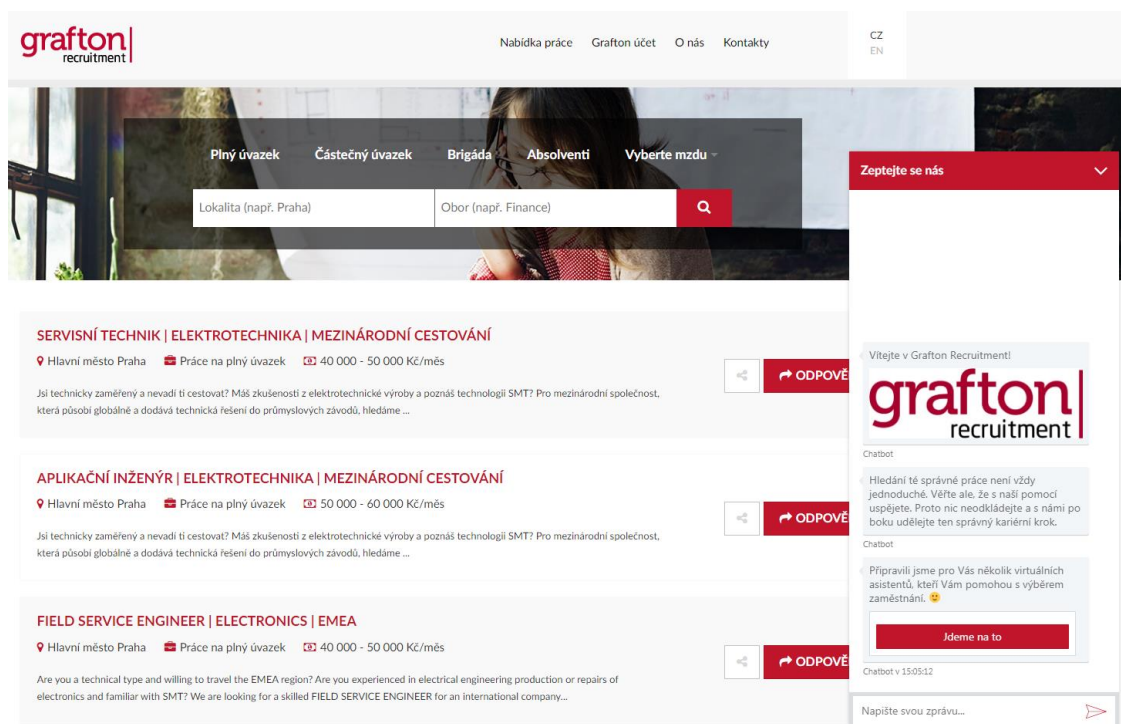 grafton
recruitment
Nabídka práce Grafton účet O nás Kontakty
CZ
EN
Plný úvazek Částečný úvazek Brigáda Absolventi Vyberte mzdu
Lokalita (např. Praha) Obor (např. Finance)
SERVISNÍ TECHNIK | ELEKTROTECHNIKA | MEZINÁRODNÍ CESTOVÁNÍ
Hlavní město Praha Práce na plný úvazek 40 000 - 50 000 Kč/měs
Jsi technicky zaměřený a nevadí ti cestovat? Máš zkušenosti z elektrotechnické výroby a poznáš technologii SMT? Pro mezinárodní společnost,
která působí globálně a dodává technická řešení do průmyslových závodů, hledáme ...
ODPOVĚ
APLIKAČNÍ INŽENÝR | ELEKTROTECHNIKA | MEZINÁRODNÍ CESTOVÁNÍ
Hlavní město Praha Práce na plný úvazek 50 000 - 60 000 Kč/měs
Jsi technicky zaměřený a nevadí ti cestovat? Máš zkušenosti z elektrotechnické výroby a poznáš technologii SMT? Pro mezinárodní společnost,
která působí globálně a dodává technická řešení do průmyslových závodů, hledáme ...
ODPOVĚ
FIELD SERVICE ENGINEER | ELECTRONICS | EMEA
Hlavní město Praha Práce na plný úvazek 40 000 - 50 000 Kč/měs
Are you a technical type and willing to travel the EMEA region? Are you experienced in electrical engineering production or repairs of
electronics and familiar with SMT? We are looking for a skilled FIELD SERVICE ENGINEER for an international company...
ODPOVĚ
Zeptejte se nás
Vítejte v Grafton Recruitment!
grafton
recruitment
Chatbot
Hledání té správné práce není vždy
jednoduché. Věřte ale, že s naší pomocí
uspějete. Proto nic neodkládejte a s námi po
boku udělejte ten správný kariérní krok.
Chatbot
Připravili jsme pro Vás několik virtuálních
asistentů, kteří Vám pomohou s výběrem
zaměstnání. 🙂
Jdeme na to
Chatbot v 15:05:12
Napište svou zprávu...